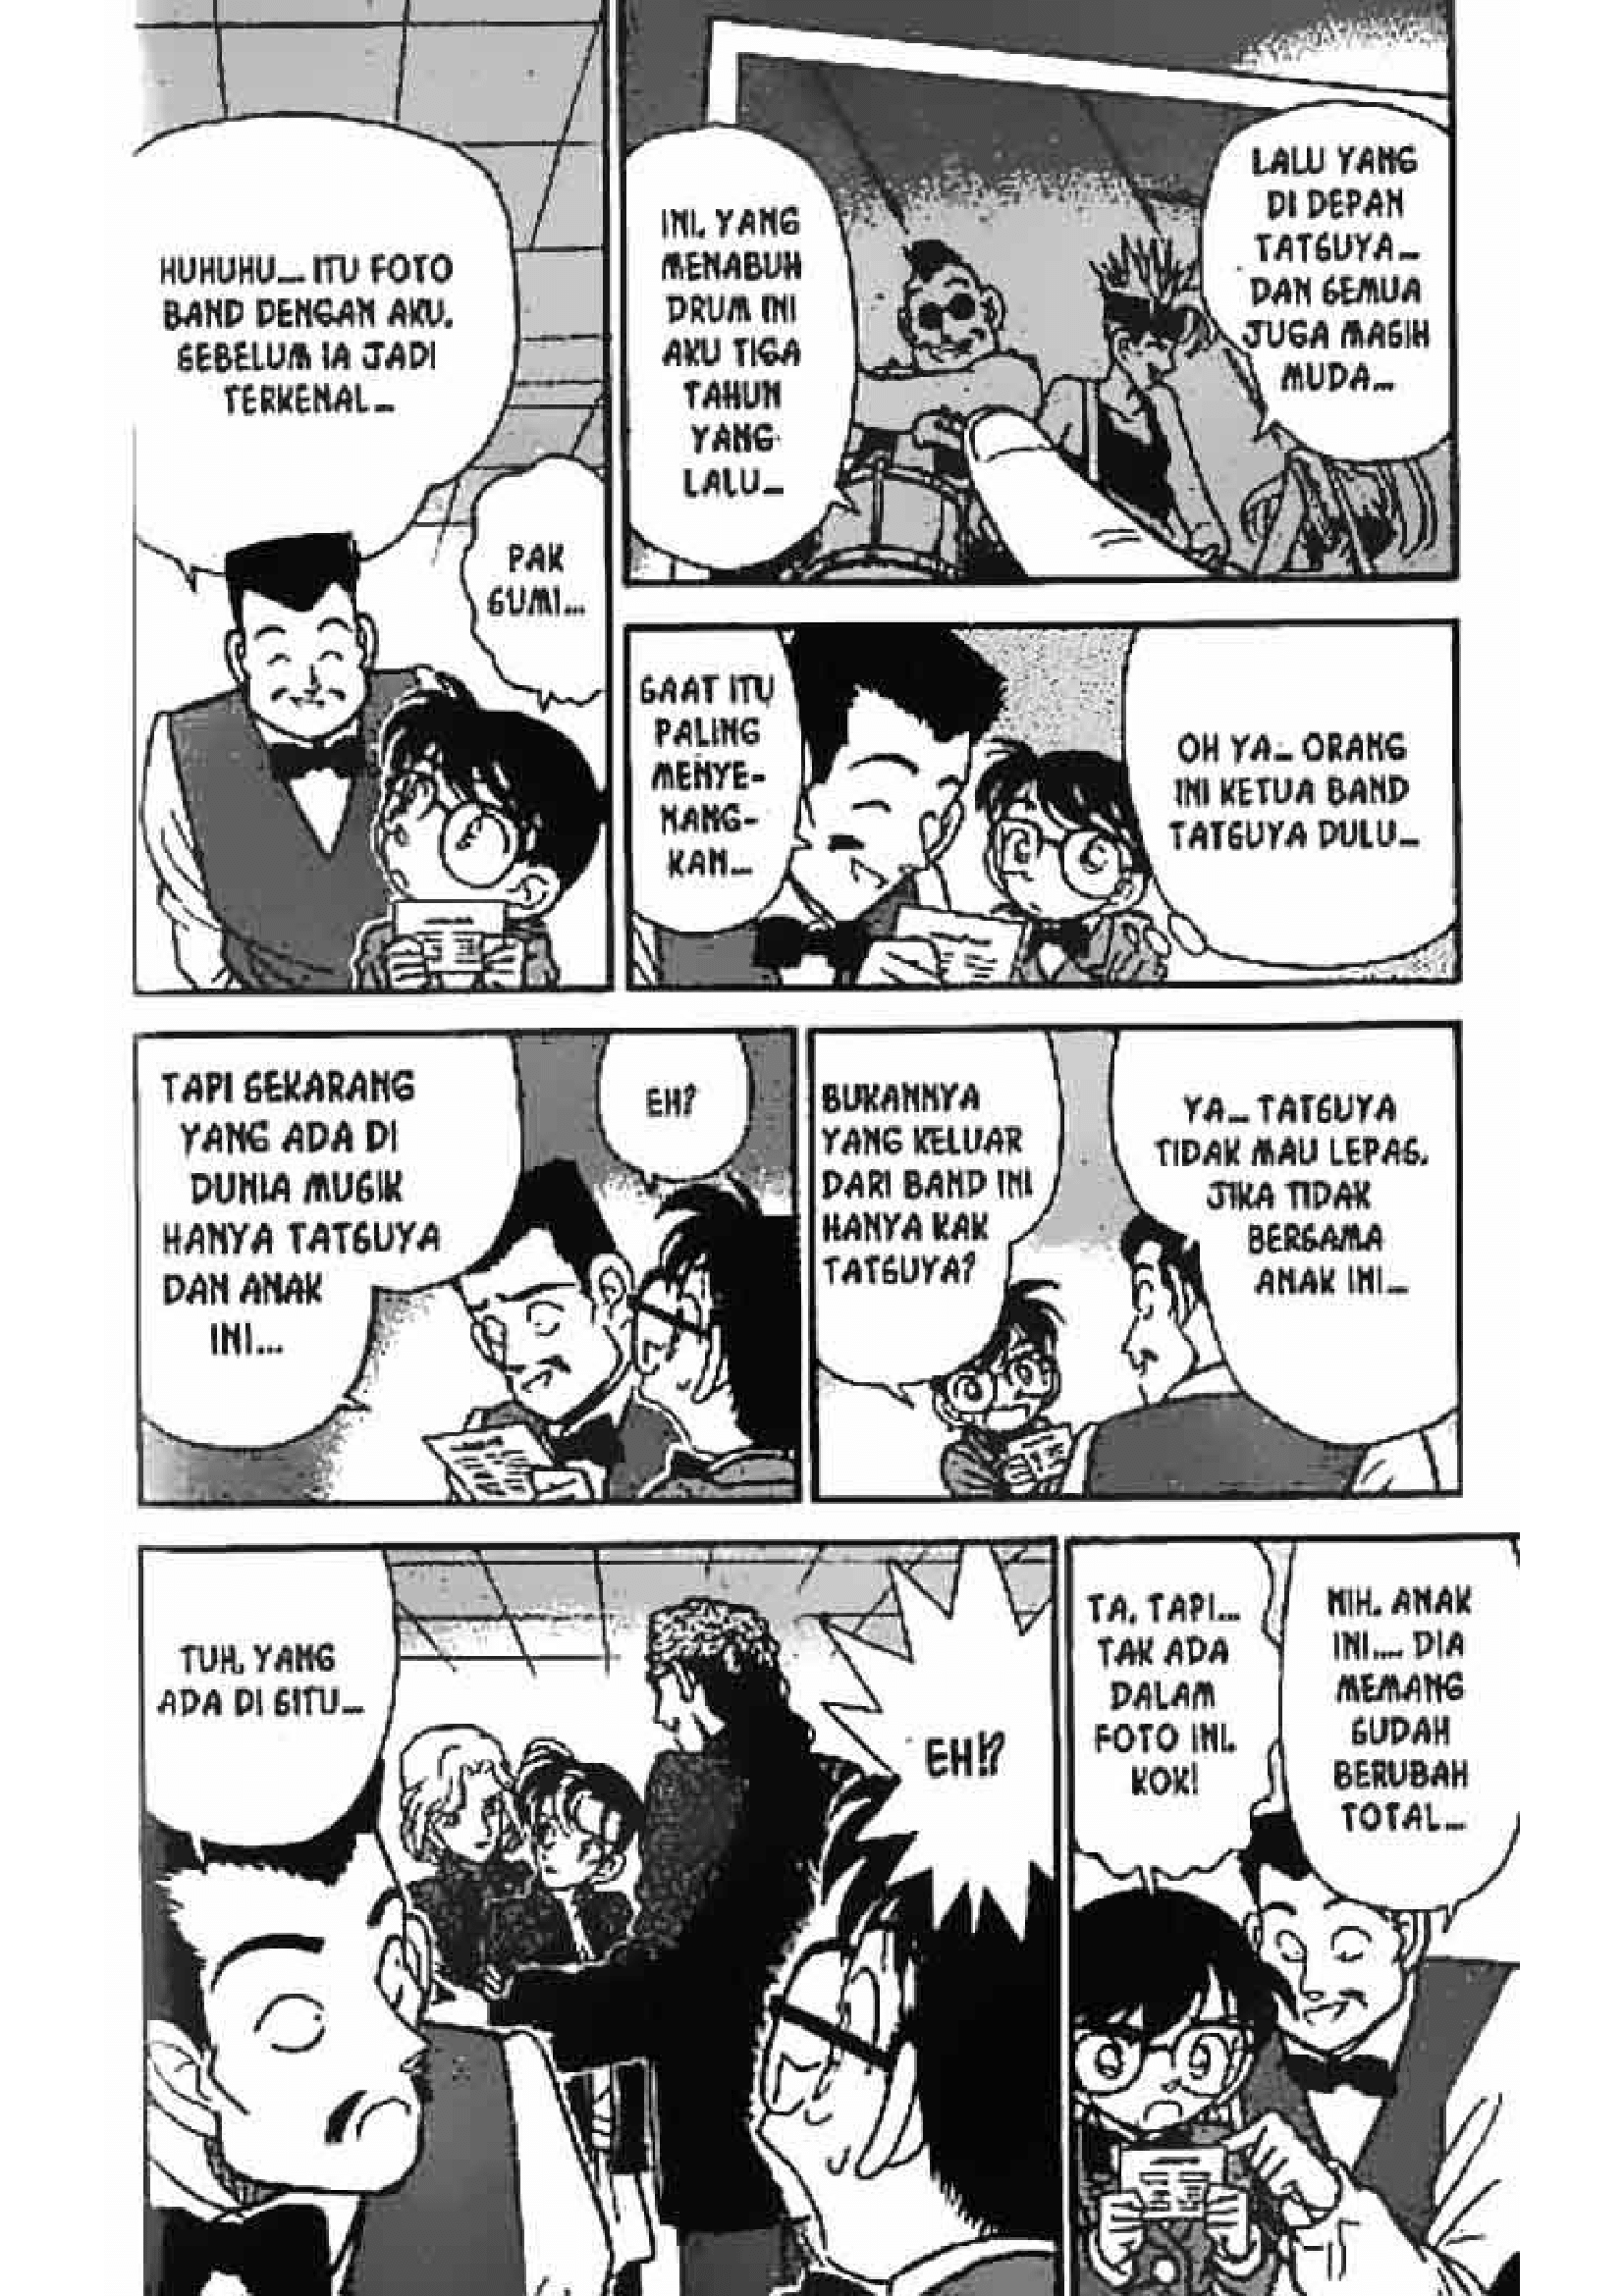 HUHUHU... ITU FOTO
BAND DENGAN AKU,
SEBELUM IA JADI
TERKENAL...
PAK
SUMI...
INI, YANG
MENABUH
DRUM INI
AKU TIGA
TAHUN
YANG
LALU...
LALU YANG
DI DEPAN
TATSUYA...
DAN SEMUA
JUGA MASIH
MUDA...
SAAT ITU
PALING
MENYE-
NANG-
KAN...
OH YA... ORANG
INI KETUA BAND
TATSUYA DULU...
TAPI SEKARANG
YANG ADA DI
DUNIA MUSIK
HANYA TATSUYA
DAN ANAK
INI...
EH?
BUKANNYA
YANG KELUAR
DARI BAND INI
HANYA KAK
TATSUYA?
YA... TATSUYA
TIDAK MAU LEPAS,
JIKA TIDAK
BERSAMA
ANAK INI...
TUH, YANG
ADA DI SITU...
EH!?
TA, TAPI...
TAK ADA
DALAM
FOTO INI,
KOK!
NIH, ANAK
INI.... DIA
MEMANG
SUDAH
BERUBAH
TOTAL...